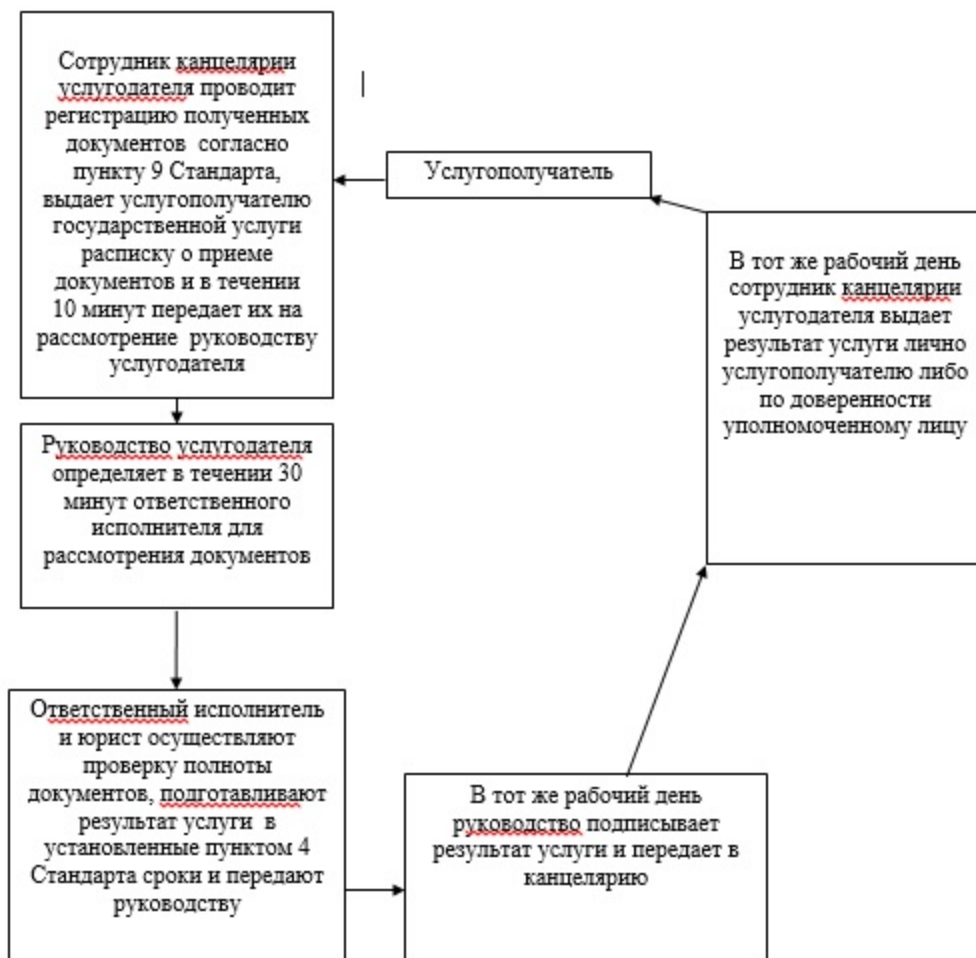 Сотрудник канцелярии
услугодателя проводит
регистрацию полученных
документов согласно
пункту 9 Стандарта,
выдает услугополучателю
государственной услуги
расписку о приеме
документов и в течении
10 минут передает их на
рассмотрение руководству
услугодателя
Услугополучатель
В тот же рабочий день
сотрудник канцелярии
услугодателя выдает
результат услуги лично
услугополучателю либо
по доверенности
уполномоченному лицу
Руководство услугодателя
определяет в течении 30
минут ответственного
исполнителя для
рассмотрения документов
Ответственный исполнитель
и юрист осуществляют
проверку полноты
документов, подготавливают
результат услуги в
установленные пунктом 4
Стандарта сроки и передают
руководству
В тот же рабочий день
руководство подписывает
результат услуги и передает в
канцелярию